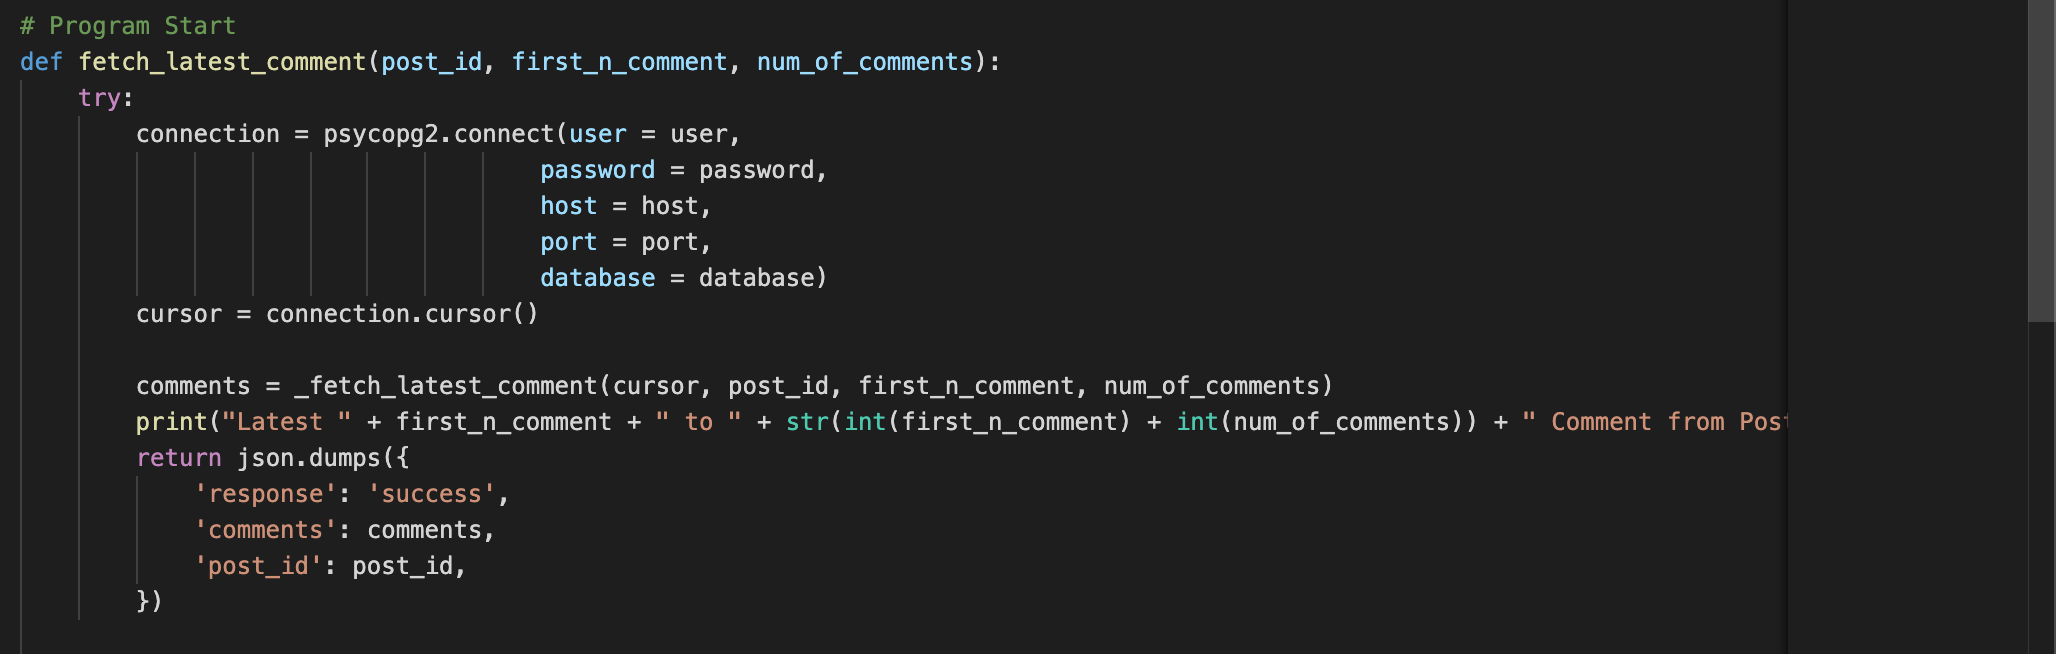 # Program Start
def fetch_latest_comment(post_id, first_n_comment, num_of_comments):
    try:
        connection = psycopg2.connect(user = user,
                                    password = password,
                                    host = host,
                                    port = port,
                                    database = database)
        cursor = connection.cursor()

        comments = _fetch_latest_comment(cursor, post_id, first_n_comment, num_of_comments)
        print("Latest " + first_n_comment + " to " + str(int(first_n_comment) + int(num_of_comments)) + " Comment from Post
        return json.dumps({
            'response': 'success',
            'comments': comments,
            'post_id': post_id,
        })